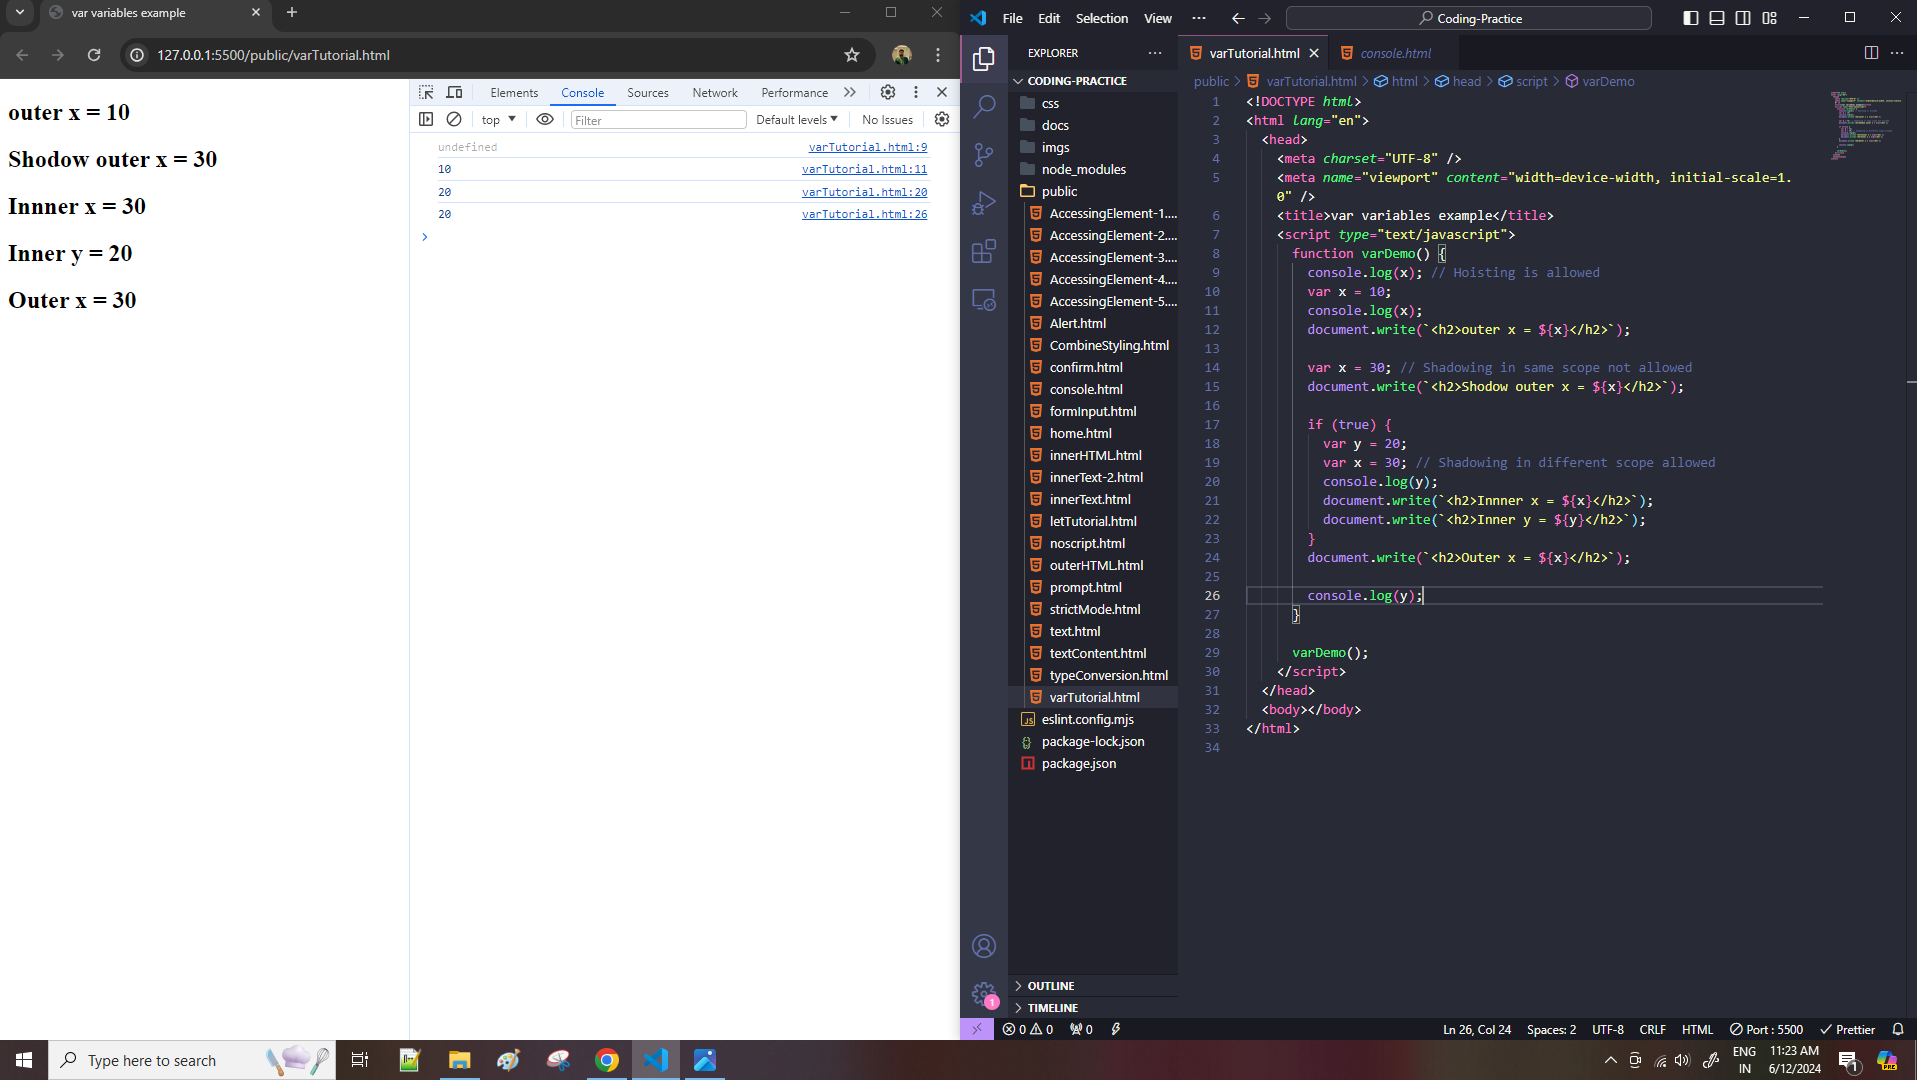 var variables example
127.0.0.1:5500/public/varTutorial.html
outer x = 10
Shodow outer x = 30
Innner x = 30
Inner y = 20
Outer x = 30
Elements Console Sources Network Performance
top Filter Default levels No Issues
undefined varTutorial.html:9
10 varTutorial.html:11
20 varTutorial.html:20
20 varTutorial.html:26
File Edit Selection View Coding-Practice
EXPLORER
CODING-PRACTICE
css
docs
imgs
node_modules
public
AccessingElement-1....
AccessingElement-2....
AccessingElement-3....
AccessingElement-4....
AccessingElement-5....
Alert.html
CombineStyling.html
confirm.html
console.html
formInput.html
home.html
innerHTML.html
innerText-2.html
innerText.html
letTutorial.html
noscript.html
outerHTML.html
prompt.html
strictMode.html
text.html
textContent.html
typeConversion.html
varTutorial.html
eslint.config.mjs
package-lock.json
package.json
OUTLINE
TIMELINE
varTutorial.html console.html
public > varTutorial.html > html > head > script > varDemo
1 <!DOCTYPE html>
2 <html lang="en">
3 <head>
4 <meta charset="UTF-8" />
5 <meta name="viewport" content="width=device-width, initial-scale=1.
0" />
6 <title>var variables example</title>
7 <script type="text/javascript">
8 function varDemo() {
9 console.log(x); // Hoisting is allowed
10 var x = 10;
11 console.log(x);
12 document.write(`<h2>outer x = ${x}</h2>`);
13
14 var x = 30; // Shadowing in same scope not allowed
15 document.write(`<h2>Shodow outer x = ${x}</h2>`);
16
17 if (true) {
18 var y = 20;
19 var x = 30; // Shadowing in different scope allowed
20 console.log(y);
21 document.write(`<h2>Innner x = ${x}</h2>`);
22 document.write(`<h2>Inner y = ${y}</h2>`);
23 }
24 document.write(`<h2>Outer x = ${x}</h2>`);
25
26 console.log(y);
27 }
28
29 varDemo();
30 </script>
31 </head>
32 <body></body>
33 </html>
34
1
0 0 0 Ln 26, Col 24 Spaces: 2 UTF-8 CRLF HTML Port : 5500 Prettier
Type here to search
ENG
IN
11:23 AM
6/12/2024
1
PRE